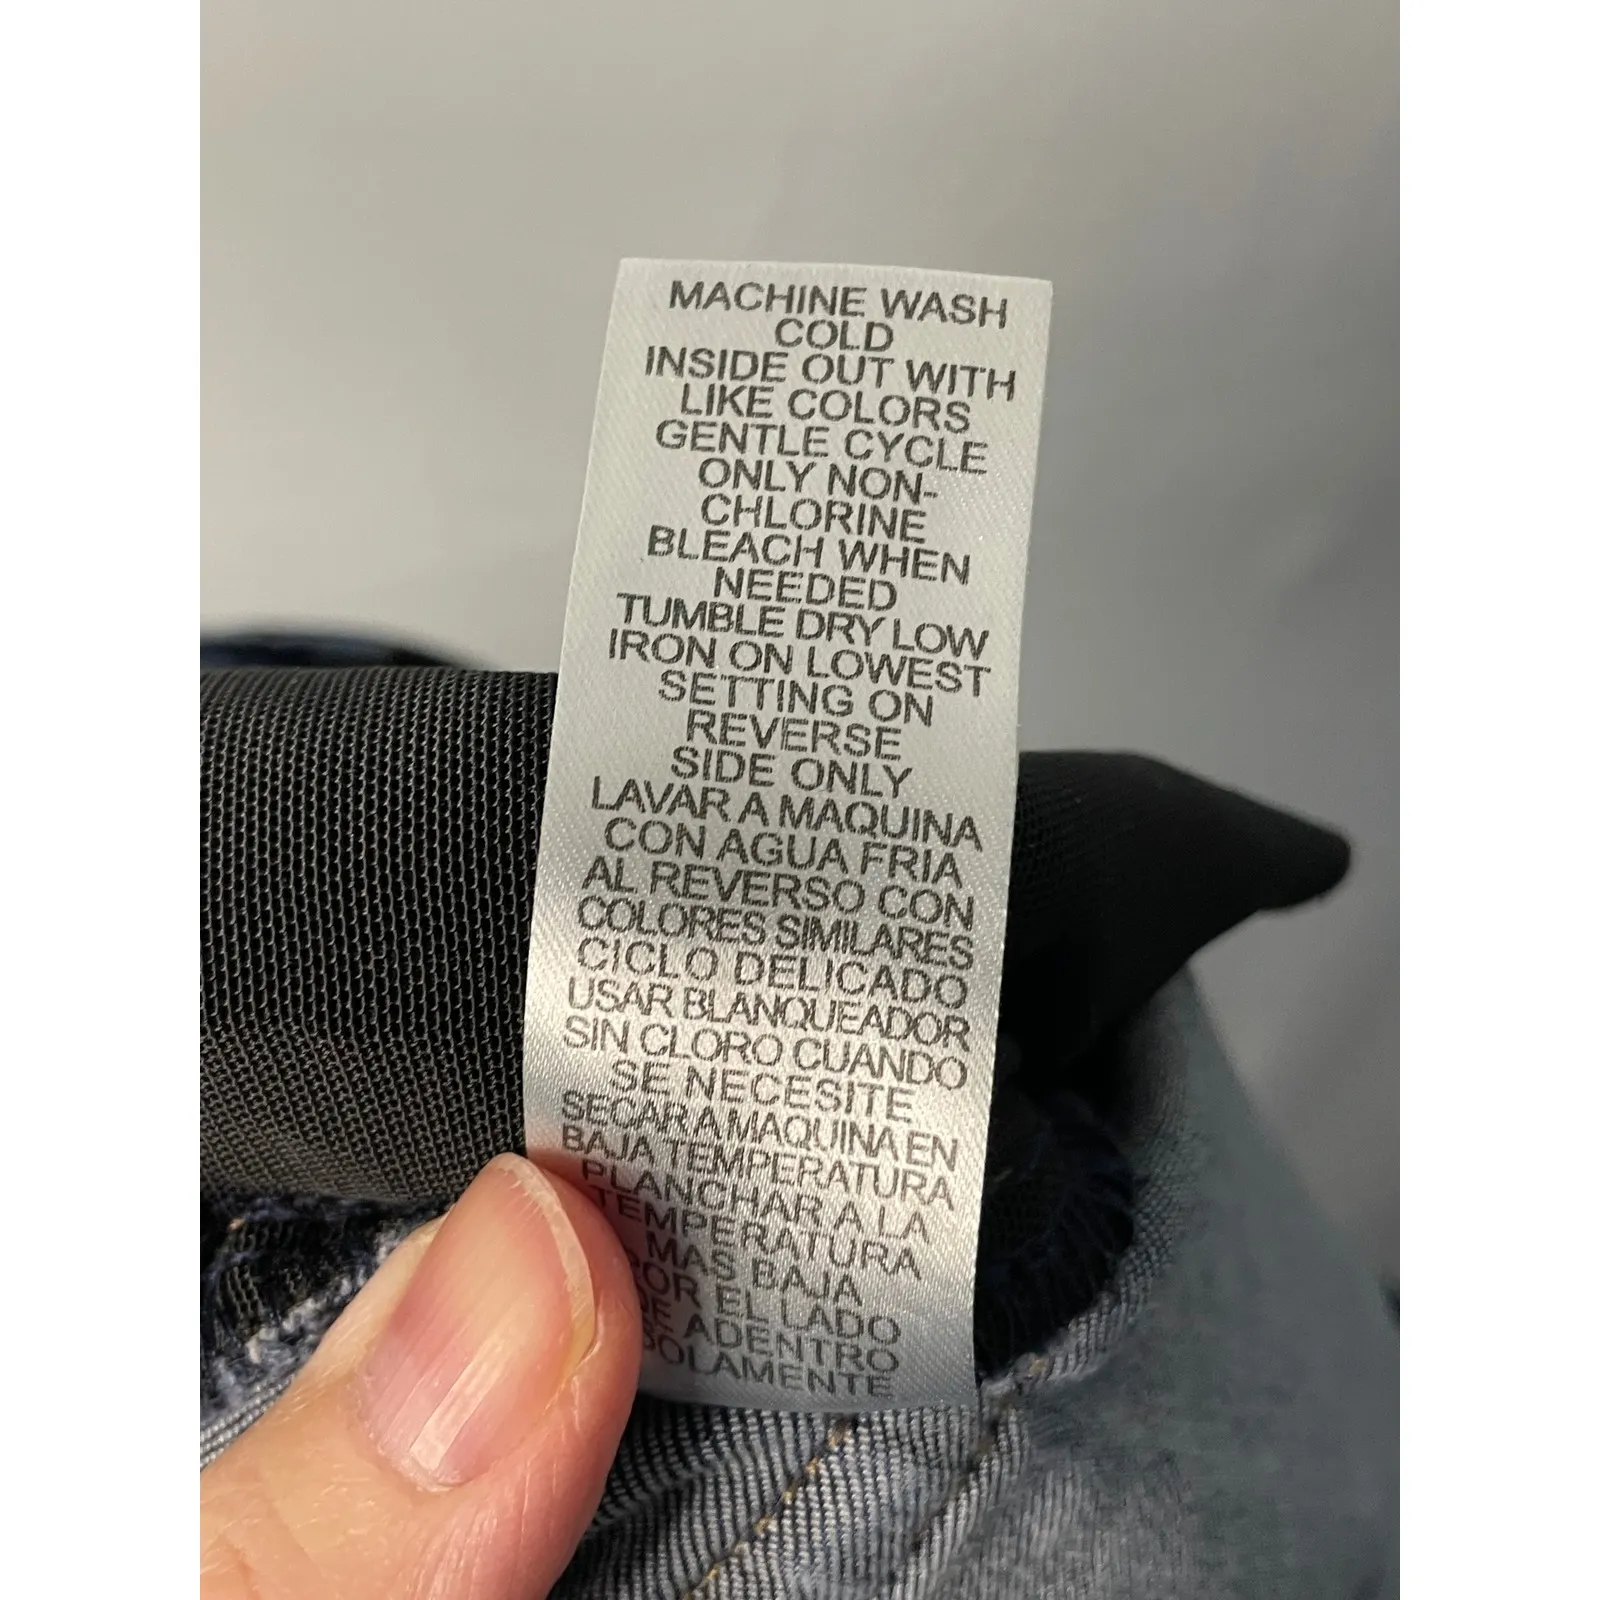 MACHINE WASH
COLD
INSIDE OUT WITH
LIKE COLORS
GENTLE CYCLE
ONLY NON-
CHLORINE
BLEACH WHEN
NEEDED
TUMBLE DRY LOW
IRON ON LOWEST
SETTING ON
REVERSE
SIDE ONLY
LAVAR A MAQUINA
CON AGUA FRIA
AL REVERSO CON
COLORES SIMILARES
CICLO DELICADO
USAR BLANQUEADOR
SIN CLORO CUANDO
SE NECESITE
SECAR A MAQUINA EN
BAJA TEMPERATURA
PLANCHAR A LA
TEMPERATURA
MAS BAJA
POR EL LADO
DE ADENTRO
SOLAMENTE